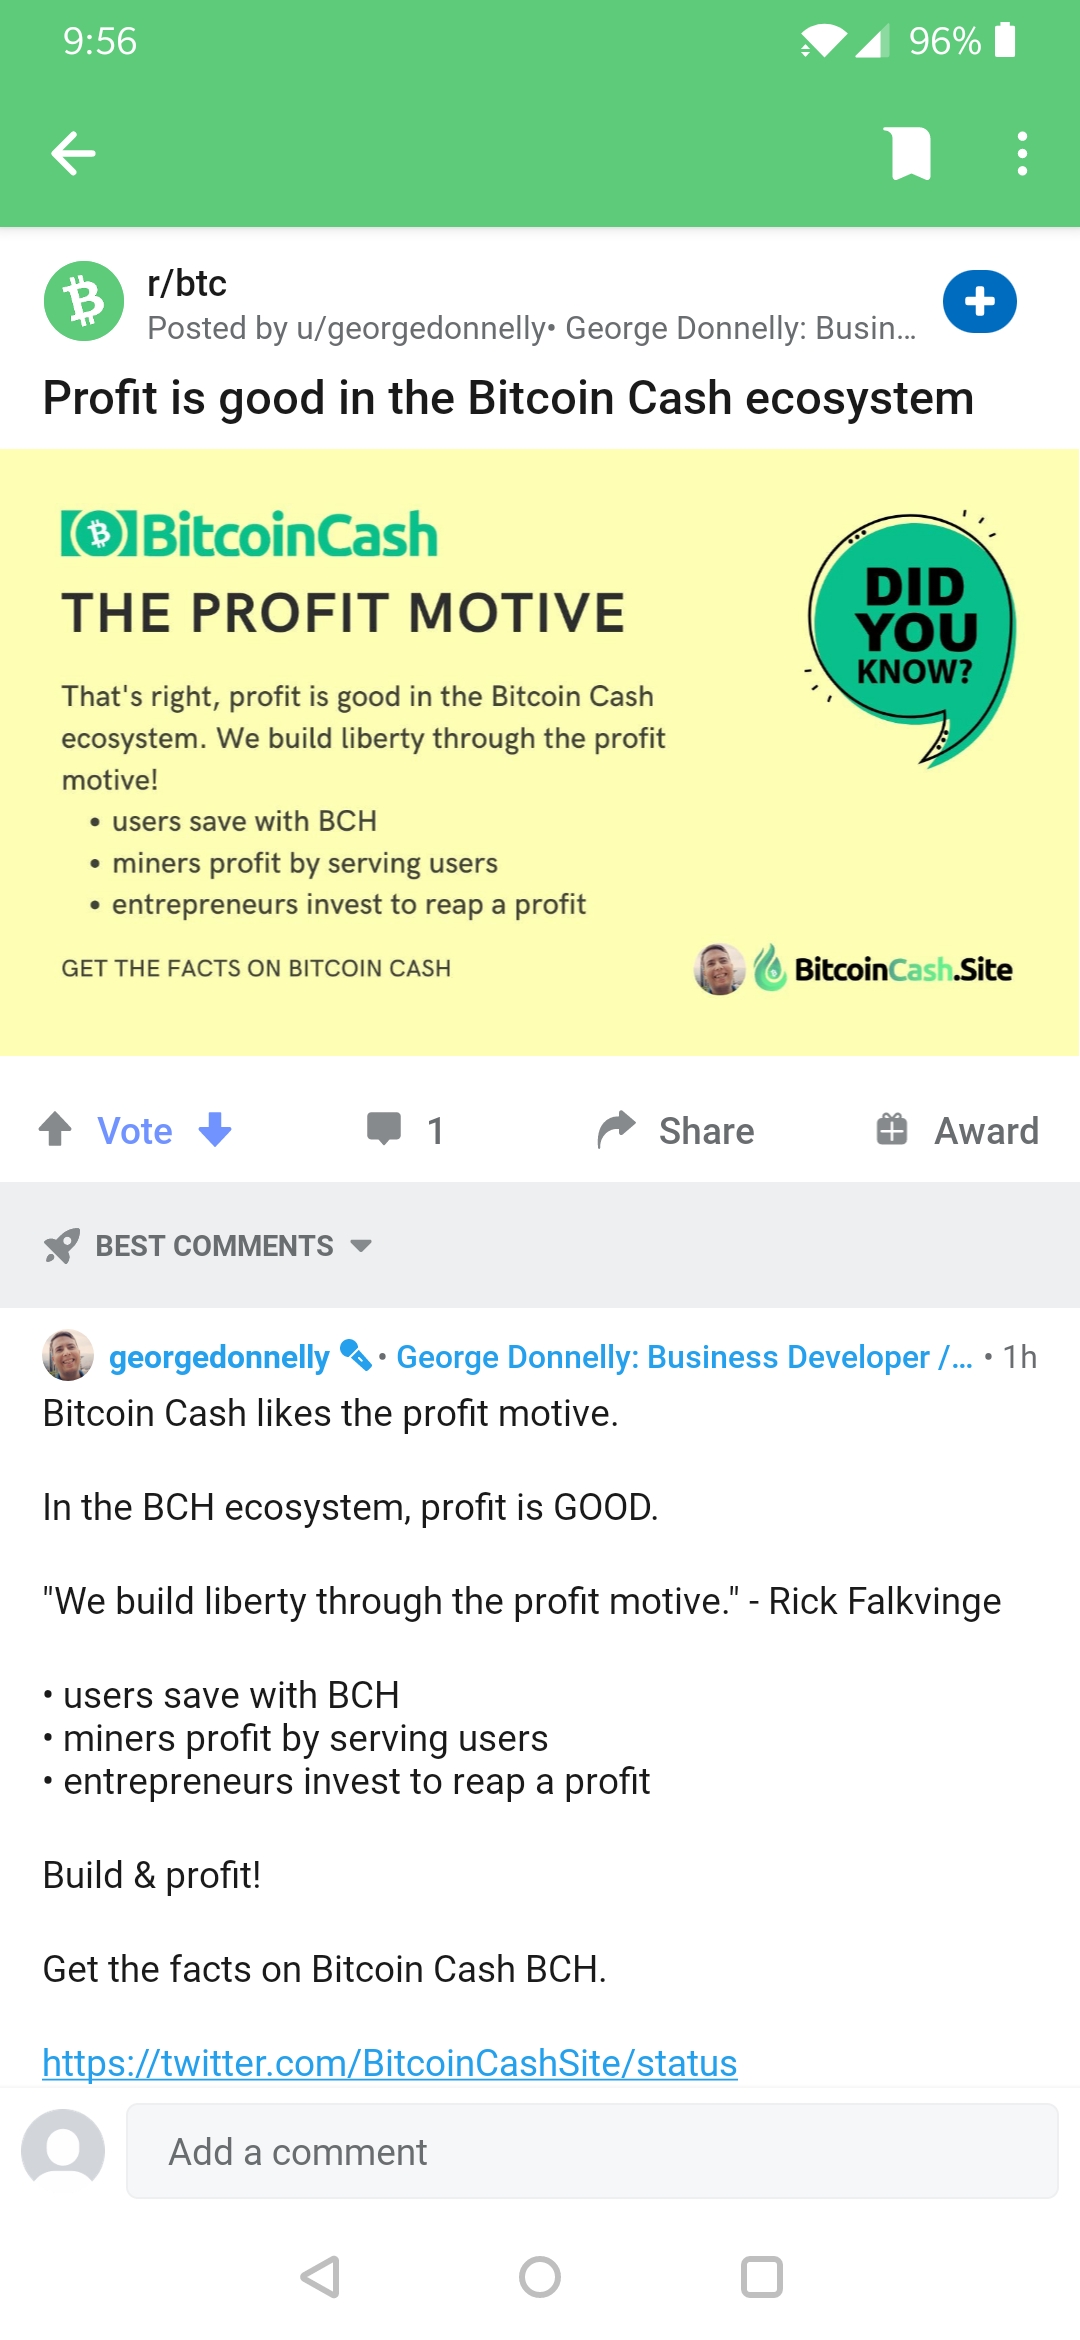 9:56
96%
r/btc
Posted by u/georgedonnelly• George Donnelly: Busin...
Profit is good in the Bitcoin Cash ecosystem
BitcoinCash
THE PROFIT MOTIVE
DID
YOU
KNOW?
That's right, profit is good in the Bitcoin Cash
ecosystem. We build liberty through the profit
motive!
• users save with BCH
• miners profit by serving users
• entrepreneurs invest to reap a profit
GET THE FACTS ON BITCOIN CASH
BitcoinCash.Site
Vote
1
Share
Award
BEST COMMENTS
georgedonnelly • George Donnelly: Business Developer /... • 1h
Bitcoin Cash likes the profit motive.
In the BCH ecosystem, profit is GOOD.
"We build liberty through the profit motive." - Rick Falkvinge
• users save with BCH
• miners profit by serving users
• entrepreneurs invest to reap a profit
Build & profit!
Get the facts on Bitcoin Cash BCH.
https://twitter.com/BitcoinCashSite/status
Add a comment